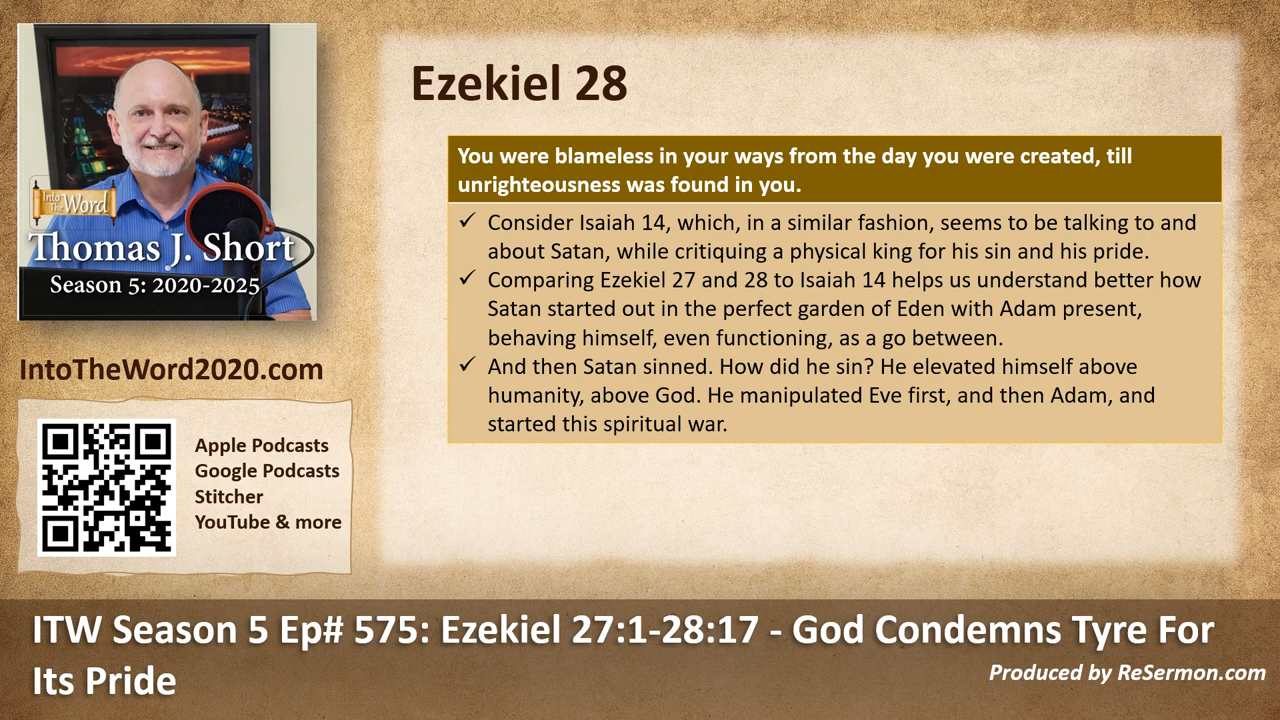 Into
The Word
Thomas J. Short
Season 5: 2020-2025
IntoTheWord2020.com
Apple Podcasts
Google Podcasts
Stitcher
YouTube & more
Ezekiel 28
You were blameless in your ways from the day you were created, till
unrighteousness was found in you.
✓ Consider Isaiah 14, which, in a similar fashion, seems to be talking to and
about Satan, while critiquing a physical king for his sin and his pride.
✓ Comparing Ezekiel 27 and 28 to Isaiah 14 helps us understand better how
Satan started out in the perfect garden of Eden with Adam present,
behaving himself, even functioning, as a go between.
✓ And then Satan sinned. How did he sin? He elevated himself above
humanity, above God. He manipulated Eve first, and then Adam, and
started this spiritual war.
ITW Season 5 Ep# 575: Ezekiel 27:1-28:17 - God Condemns Tyre For
Its Pride
Produced by ReSermon.com